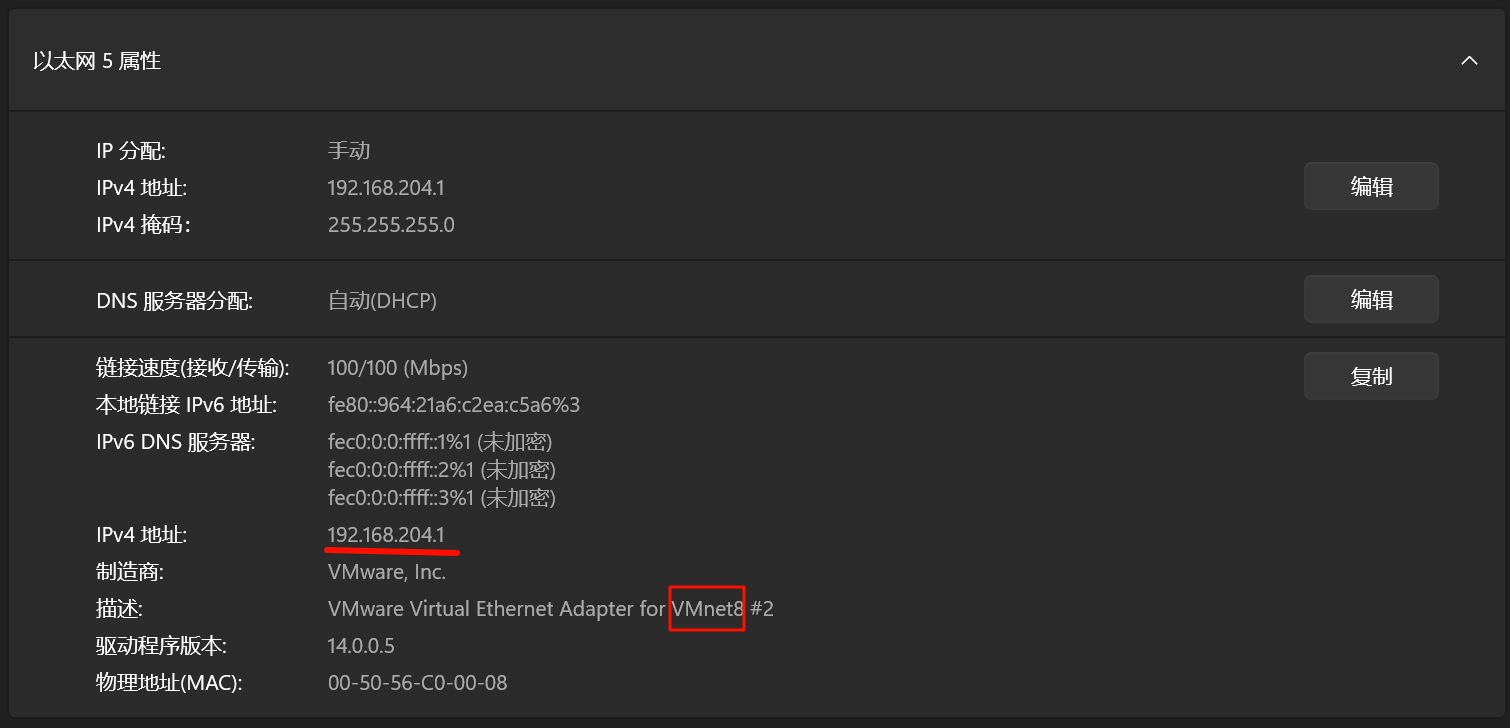 以太网 5 属性
IP 分配: 手动
IPv4 地址: 192.168.204.1
IPv4 掩码: 255.255.255.0
编辑
DNS 服务器分配: 自动(DHCP)
编辑
链接速度(接收/传输): 100/100 (Mbps)
复制
本地链接 IPv6 地址: fe80::964:21a6:c2ea:c5a6%3
IPv6 DNS 服务器: fec0:0:0:ffff::1%1 (未加密)
fec0:0:0:ffff::2%1 (未加密)
fec0:0:0:ffff::3%1 (未加密)
IPv4 地址: 192.168.204.1
制造商: VMware, Inc.
描述: VMware Virtual Ethernet Adapter for VMnet8 #2
驱动程序版本: 14.0.0.5
物理地址(MAC): 00-50-56-C0-00-08